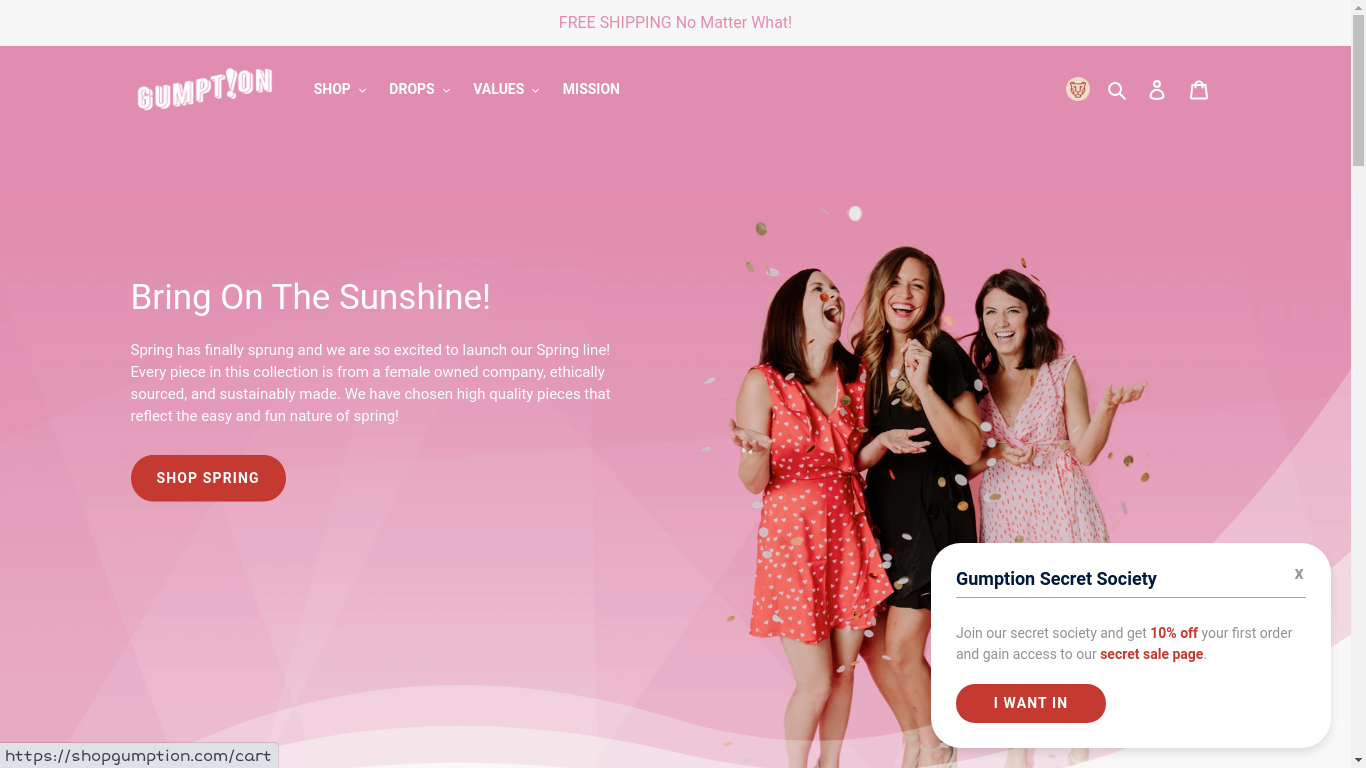 FREE SHIPPING No Matter What!
GUMPT!ON
SHOP
DROPS
VALUES
MISSION
Bring On The Sunshine!
Spring has finally sprung and we are so excited to launch our Spring line!
Every piece in this collection is from a female owned company, ethically
sourced, and sustainably made. We have chosen high quality pieces that
reflect the easy and fun nature of spring!
SHOP SPRING
Gumption Secret Society
x
Join our secret society and get 10% off your first order
and gain access to our secret sale page.
I WANT IN
https://shopgumption.com/cart